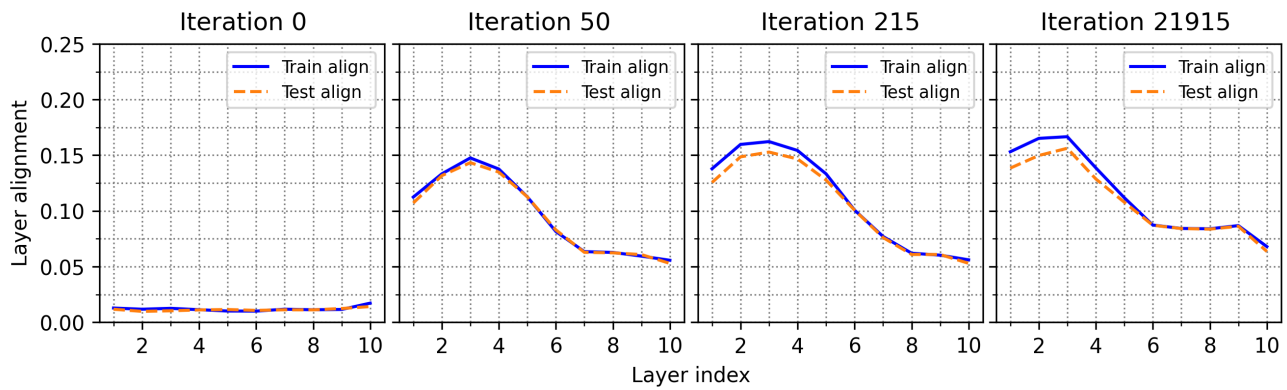 Iteration 0
Iteration 50
Iteration 215
Iteration 21915
Layer alignment
0.25
0.20
0.15
0.10
0.05
0.00
Train align
Test align
Train align
Test align
Train align
Test align
Train align
Test align
2 4 6 8 10
2 4 6 8 10
2 4 6 8 10
2 4 6 8 10
Layer index